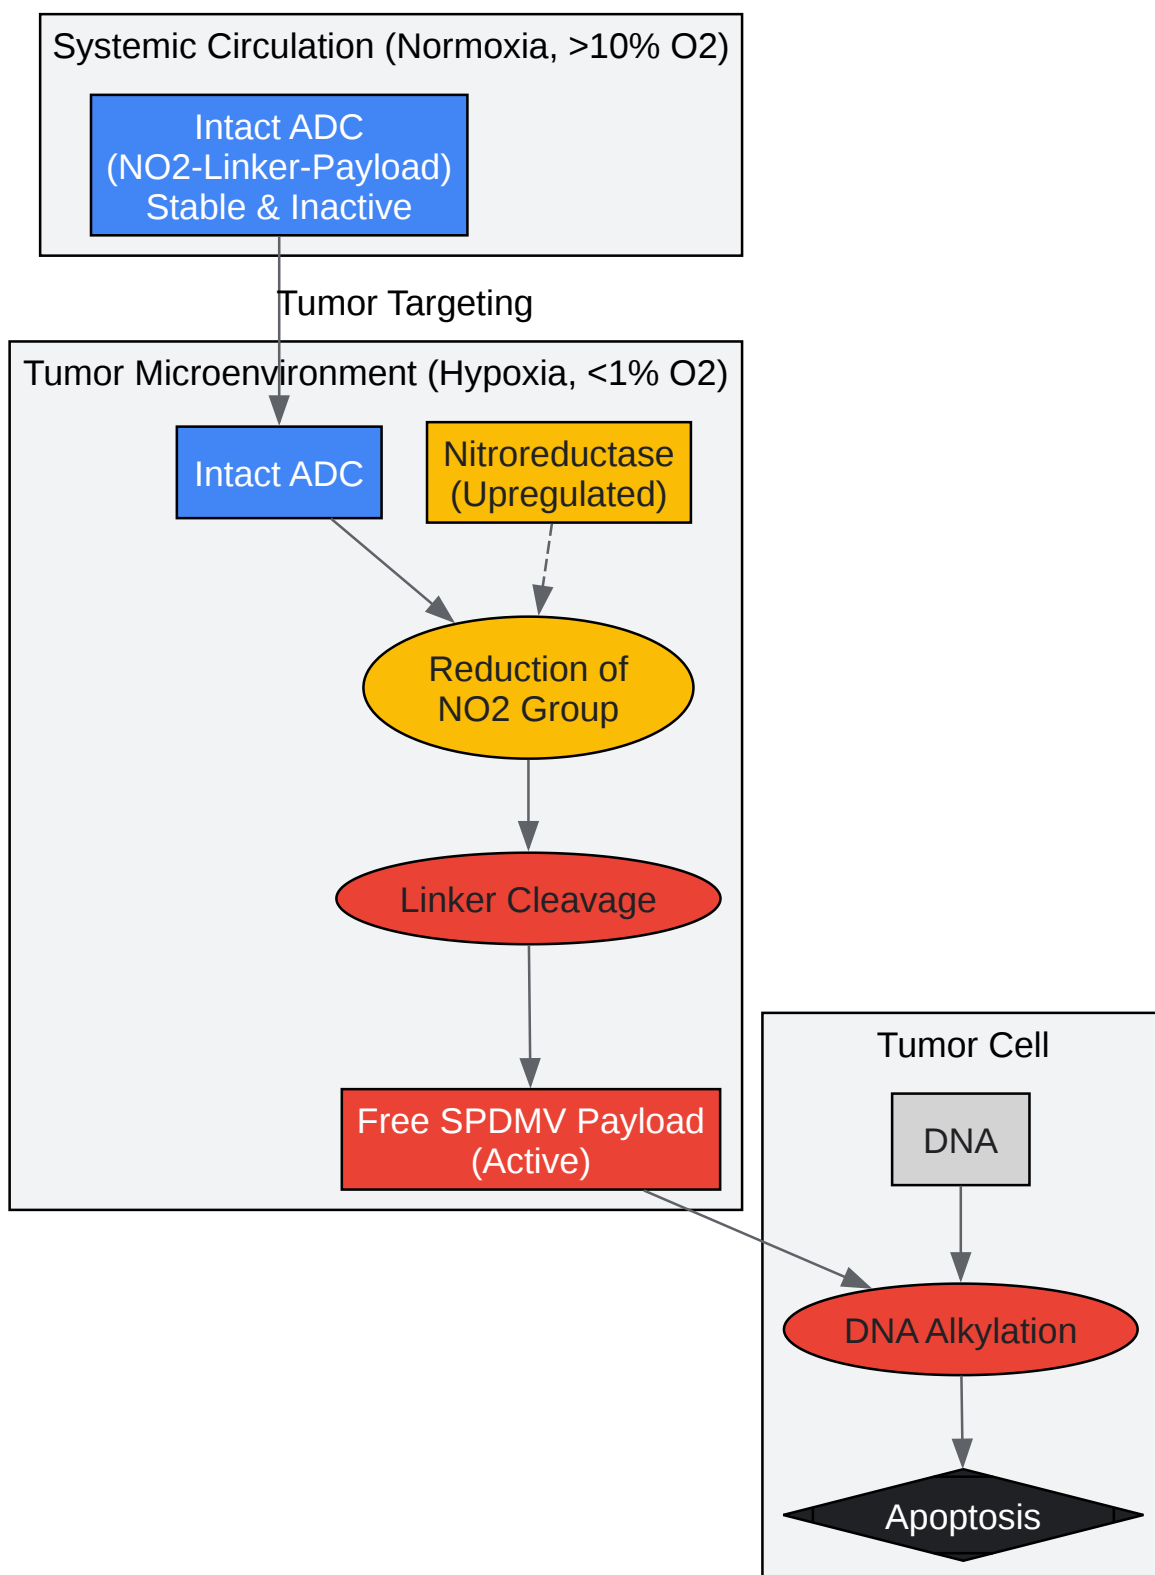 Systemic Circulation (Normoxia, >10% O2)
Intact ADC
(NO2-Linker-Payload)
Stable & Inactive
Tumor Targeting
Tumor Microenvironment (Hypoxia, <1% O2)
Intact ADC
Nitroreductase
(Upregulated)
Reduction of
NO2 Group
Linker Cleavage
Free SPDMV Payload
(Active)
Tumor Cell
DNA
DNA Alkylation
Apoptosis